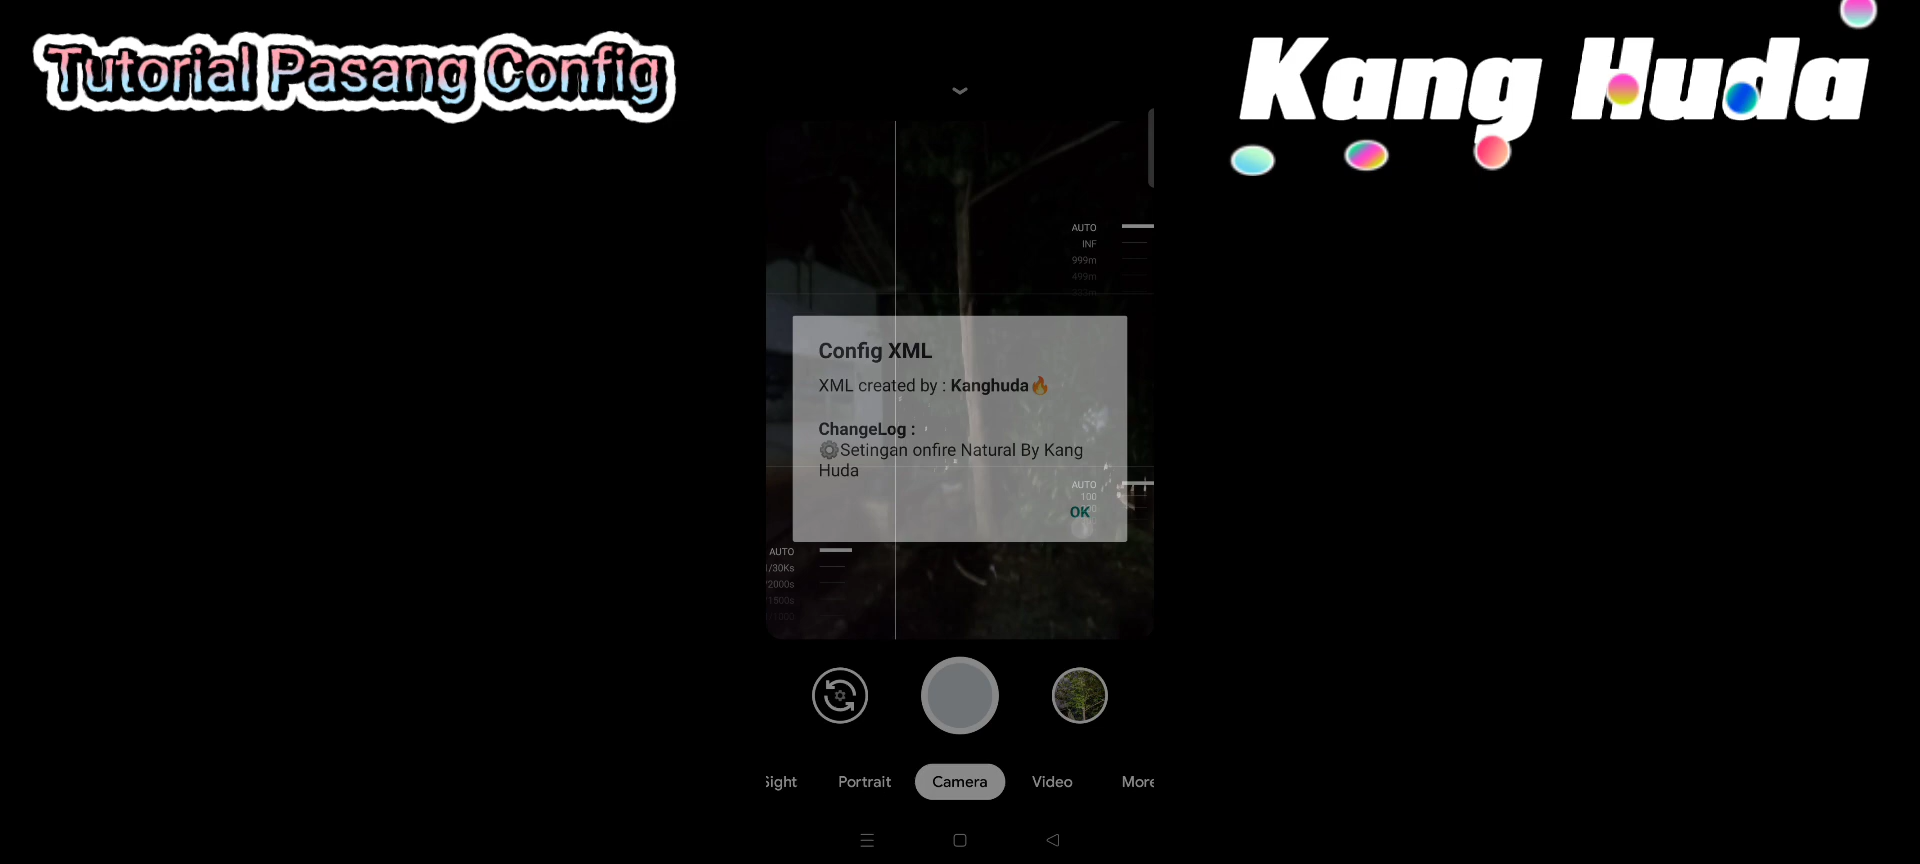 Tutorial Pasang Config
Kang Huda
AUTO
INF
999m
499m
Config XML
XML created by : Kanghuda🔥
ChangeLog :
⚙Setingan onfire Natural By Kang
Huda
AUTO
100
OK
AUTO
/30Ks
/2000s
/1500s
/1000
Sight
Portrait
Camera
Video
More